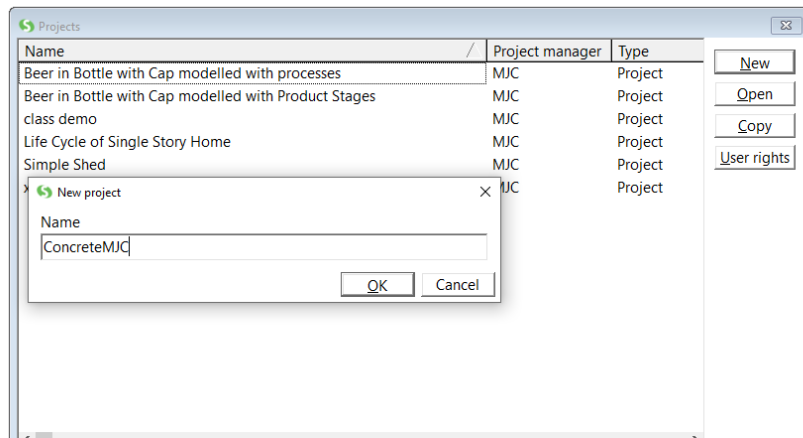 Projects
Name Project manager Type
Beer in Bottle with Cap modelled with processes MJC Project
Beer in Bottle with Cap modelled with Product Stages MJC Project
class demo MJC Project
Life Cycle of Single Story Home MJC Project
Simple Shed MJC Project
MJC Project
New
Open
Copy
User rights
New project
Name
ConcreteMJC
OK Cancel